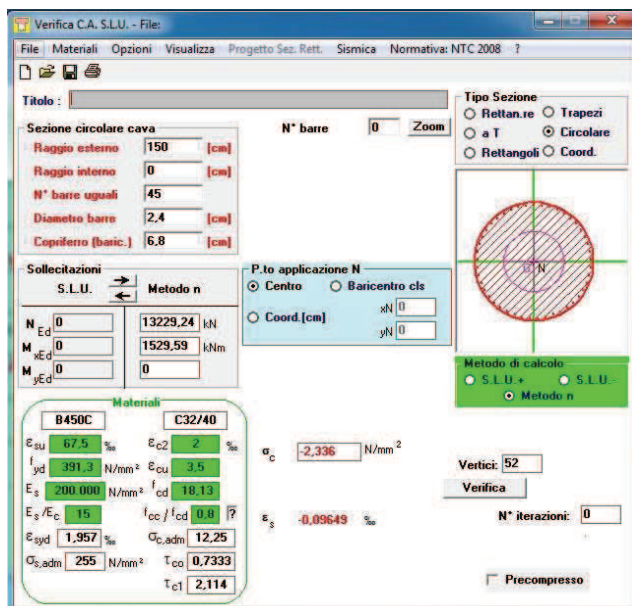 Verifica C.A. S.L.U. - File:
File Materiali Opzioni Visualizza Progetto Sez. Rett. Sismica Normativa: NTC 2008 ?
Titolo :
Tipo Sezione
Rettan.re Trapezi
a T Circolare
Rettangoli Coord.
Sezione circolare cava
Raggio esterno 150 [cm]
Raggio interno 0 [cm]
N° barre uguali 45
Diametro barre 2,4 [cm]
Copriferro (baric.) 6,8 [cm]
N° barre 0 Zoom
Sollecitazioni
S.L.U. Metodo n
N Ed 0 13229,24 kN
M xEd 0 1529,59 kNm
M yEd 0 0
P.to applicazione N
Centro Baricentro cls
Coord.[cm] xN 0
yN 0
N
Metodo di calcolo
S.L.U.+ S.L.U.-
Metodo n
Materiali
B450C C32/40
εsu 67,5 ‰ εc2 2 ‰
fyd 391,3 N/mm² εcu 3,5
Es 200.000 N/mm² fcd 18,13
Es/Ec 15 fcc / fcd 0,8 ?
εsyd 1,957 ‰ σc,adm 12,25
σs,adm 255 N/mm² τco 0,7333
τc1 2,114
σc -2,336 N/mm²
εs -0,09649 ‰
Vertici: 52
Verifica
N° iterazioni: 0
Precompresso